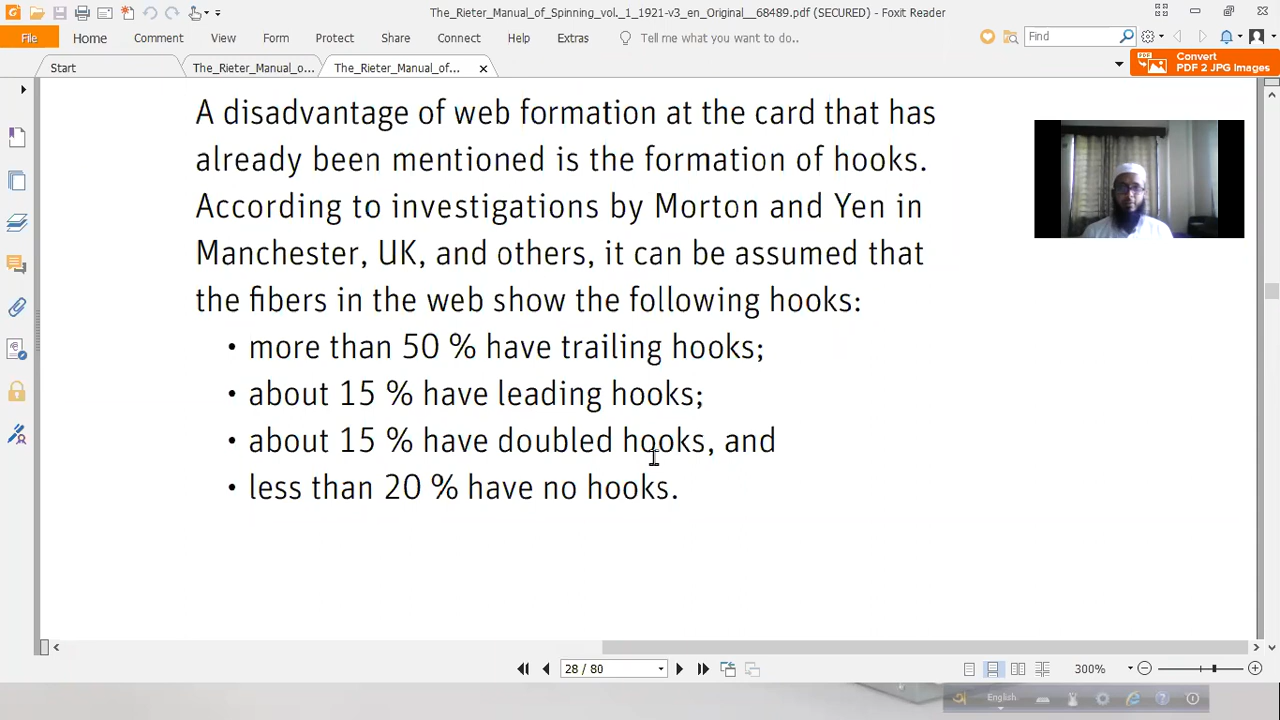 The_Rieter_Manual_of_Spinning_vol._1_1921-v3_en_Original__68489.pdf (SECURED) - Foxit Reader
File Home Comment View Form Protect Share Connect Help Extras Tell me what you want to do.. Find
Start The_Rieter_Manual_o... The_Rieter_Manual_of...
Convert
PDF 2 JPG Images
A disadvantage of web formation at the card that has
already been mentioned is the formation of hooks.
According to investigations by Morton and Yen in
Manchester, UK, and others, it can be assumed that
the fibers in the web show the following hooks:
• more than 50 % have trailing hooks;
• about 15 % have leading hooks;
• about 15 % have doubled hooks, and
• less than 20 % have no hooks.
28 / 80 300%
অ English